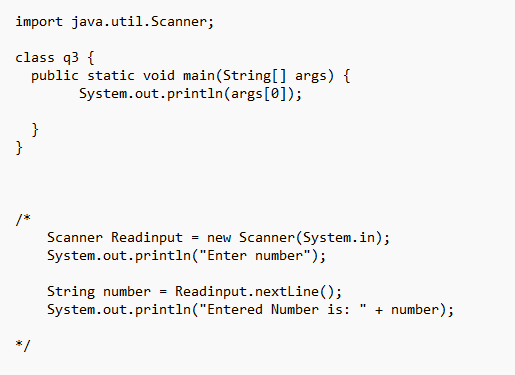 import java.util.Scanner;
class q3 {
public static void main(String[] args) {
System.out.println(args[0]);
}
}
/*
Scanner Readinput = new Scanner(System.in);
System.out.println("Enter number");
String number = Readinput.nextLine();
System.out.println("Entered Number is: " + number);
*/